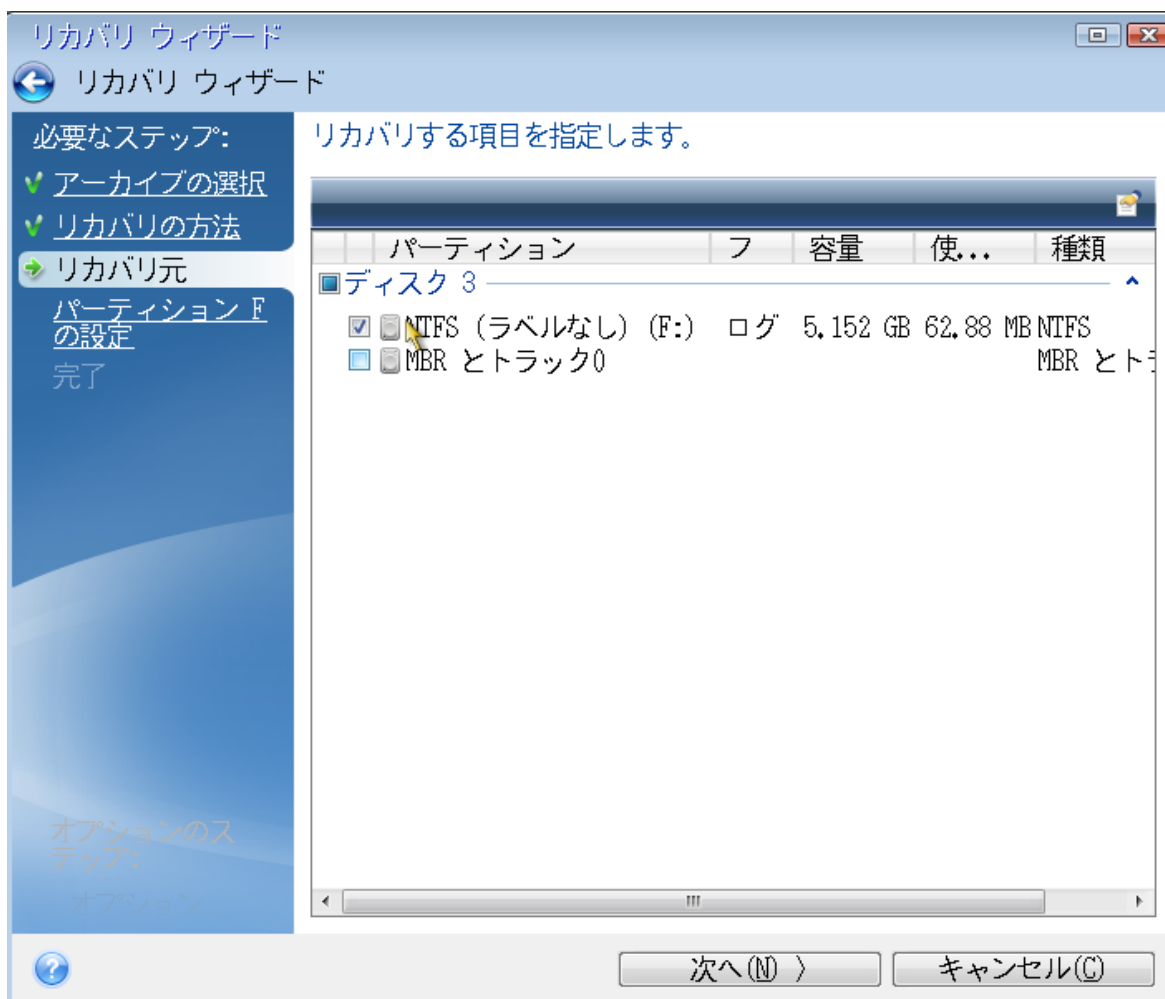 リカバリ ウィザード
リカバリ ウィザード
必要なステップ:
アーカイブの選択
リカバリの方法
リカバリ元
パーティション F
の設定
完了
オプションのス
テップ:
オプション
リカバリする項目を指定します。
パーティション フ 容量 使... 種類
ディスク 3
NTFS (ラベルなし) (F:) ログ 5.152 GB 62.88 MB NTFS
MBR とトラック0 MBR とト
次へ(N) 〉 キャンセル(C)